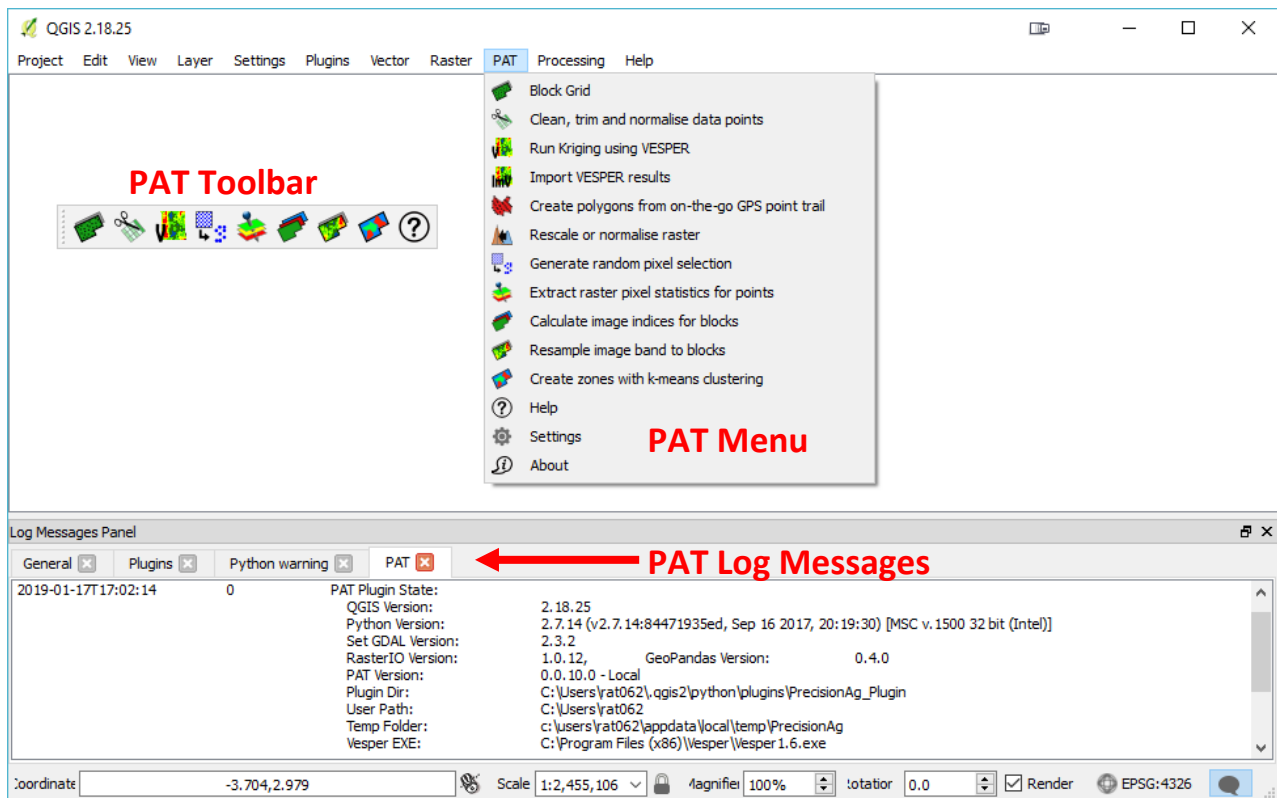 QGIS 2.18.25
Project Edit View Layer Settings Plugins Vector Raster PAT Processing Help
Block Grid
Clean, trim and normalise data points
Run Kriging using VESPER
Import VESPER results
Create polygons from on-the-go GPS point trail
Rescale or normalise raster
Generate random pixel selection
Extract raster pixel statistics for points
Calculate image indices for blocks
Resample image band to blocks
Create zones with k-means clustering
Help
Settings
About
PAT Toolbar
PAT Menu
Log Messages Panel
General Plugins Python warning PAT
PAT Log Messages
2019-01-17T17:02:14 0 PAT Plugin State:
QGIS Version: 2.18.25
Python Version: 2.7.14 (v2.7.14:84471935ed, Sep 16 2017, 20:19:30) [MSC v.1500 32 bit (Intel)]
Set GDAL Version: 2.3.2
RasterIO Version: 1.0.12, GeoPandas Version: 0.4.0
PAT Version: 0.0.10.0 - Local
Plugin Dir: C:\Users\rat062\.qgis2\python\plugins\PrecisionAg_Plugin
User Path: C:\Users\rat062
Temp Folder: c:\users\rat062\appdata\local\temp\PrecisionAg
Vesper EXE: C:\Program Files (x86)\Vesper\Vesper1.6.exe
oordinate -3.704,2.979 Scale 1:2,455,106 Magnifier 100% otation 0.0 Render EPSG:4326